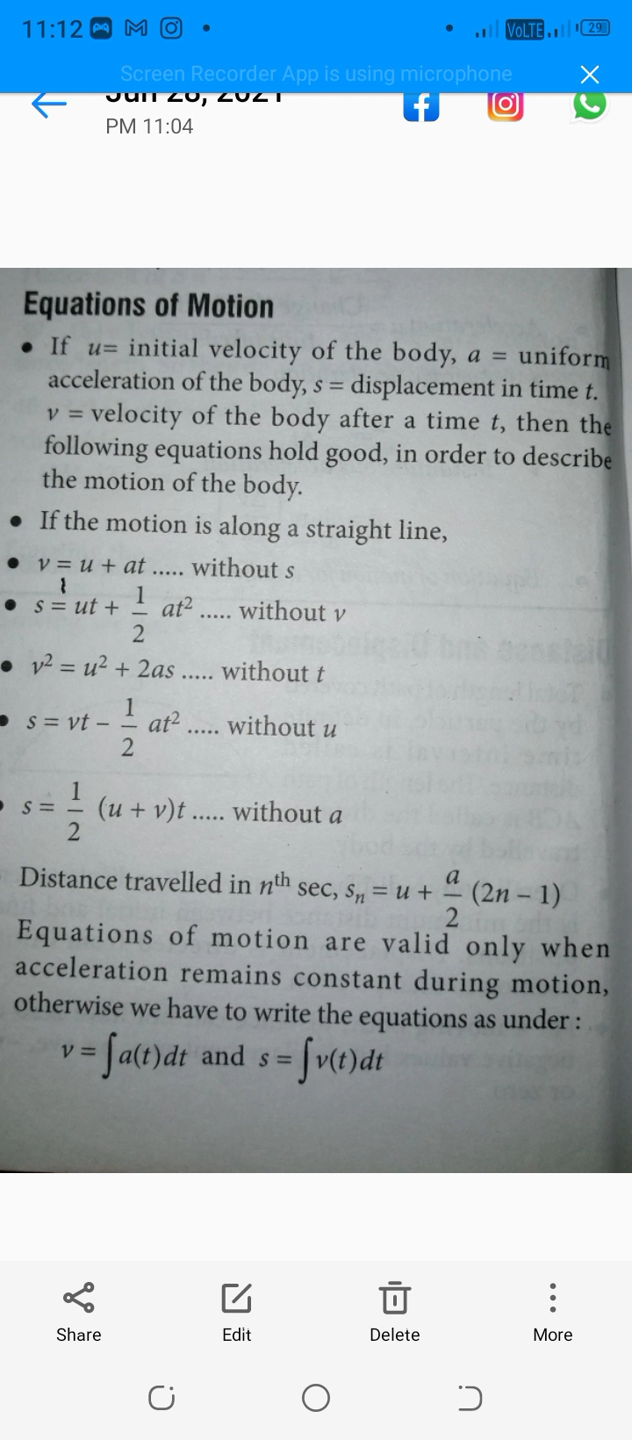 11:12
VoLTE
29
Screen Recorder App is using microphone
Jun 28, 2021
PM 11:04
Equations of Motion
• If u= initial velocity of the body, a = uniform
acceleration of the body, s = displacement in time t.
v = velocity of the body after a time t, then the
following equations hold good, in order to describe
the motion of the body.
• If the motion is along a straight line,
• v = u + at ..... without s
• s = ut + 1/2 at² ..... without v
• v² = u² + 2as ..... without t
• s = vt – 1/2 at² ..... without u
• s = 1/2 (u + v)t ..... without a
Distance travelled in nᵗʰ sec, sₙ = u + a/2 (2n – 1)
Equations of motion are valid only when
acceleration remains constant during motion,
otherwise we have to write the equations as under :
v = ∫a(t)dt and s = ∫v(t)dt
Share Edit Delete More